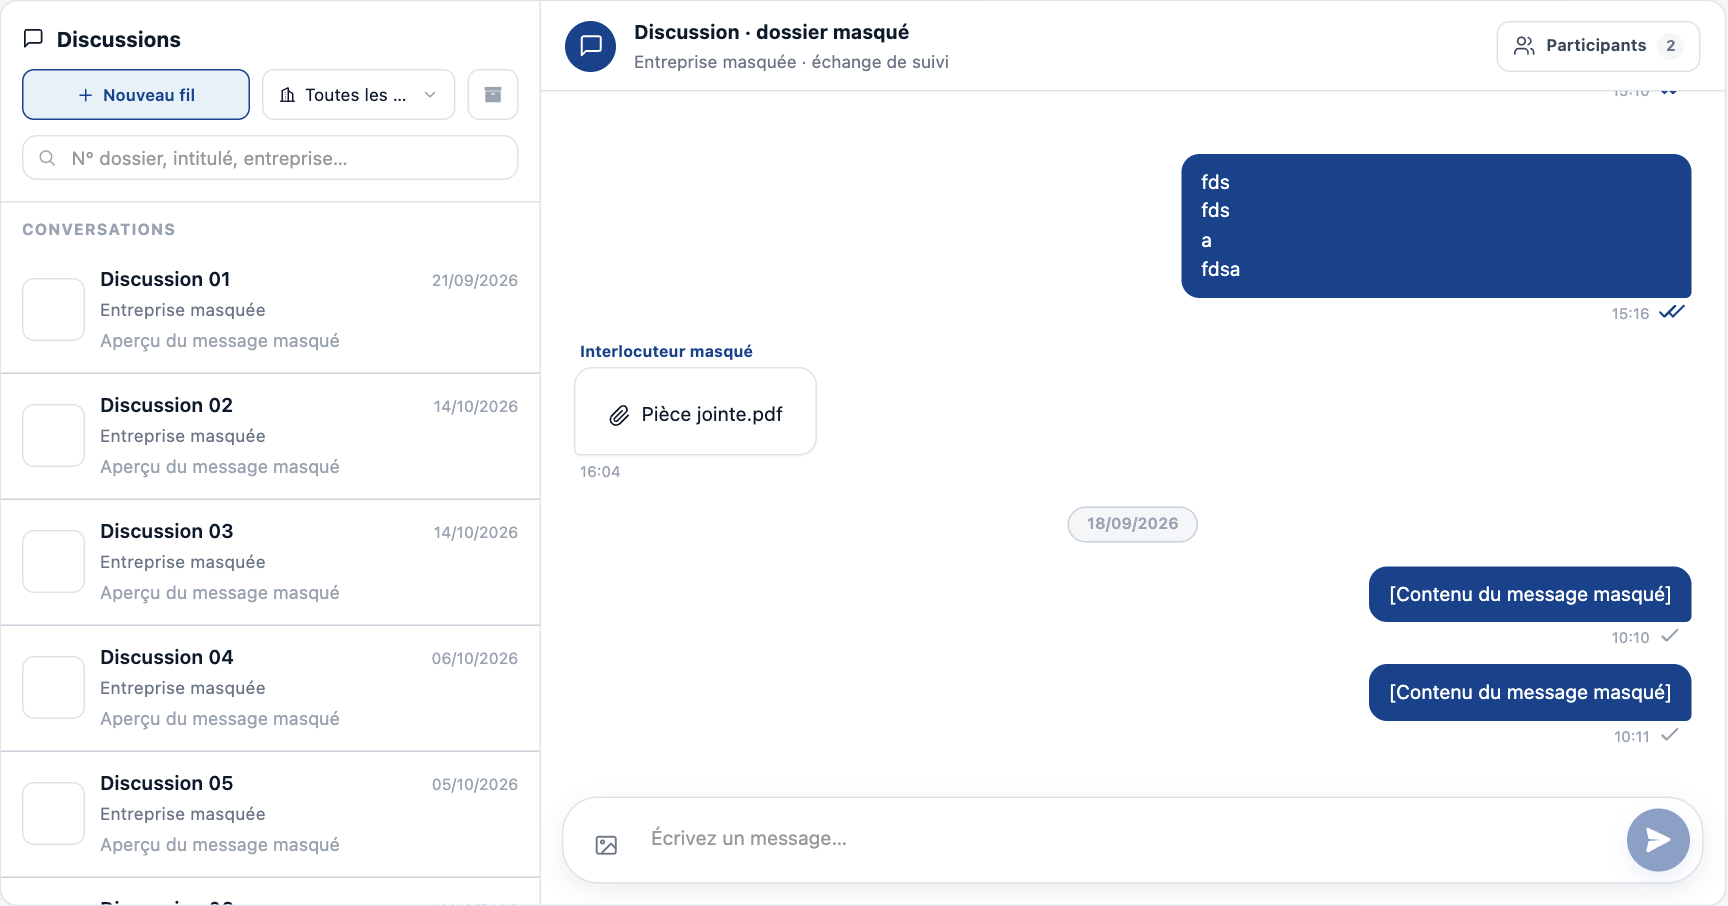 Discussions
Nouveau fil
Toutes les ...
N° dossier, intitulé, entreprise...
CONVERSATIONS
Discussion 01
21/09/2026
Entreprise masquée
Aperçu du message masqué
Discussion 02
14/10/2026
Entreprise masquée
Aperçu du message masqué
Discussion 03
14/10/2026
Entreprise masquée
Aperçu du message masqué
Discussion 04
06/10/2026
Entreprise masquée
Aperçu du message masqué
Discussion 05
05/10/2026
Entreprise masquée
Aperçu du message masqué
Discussion · dossier masqué
Entreprise masquée · échange de suivi
Participants 2
fds
fds
a
fdsa
15:16
Interlocuteur masqué
Pièce jointe.pdf
16:04
18/09/2026
[Contenu du message masqué]
10:10
[Contenu du message masqué]
10:11
Écrivez un message...